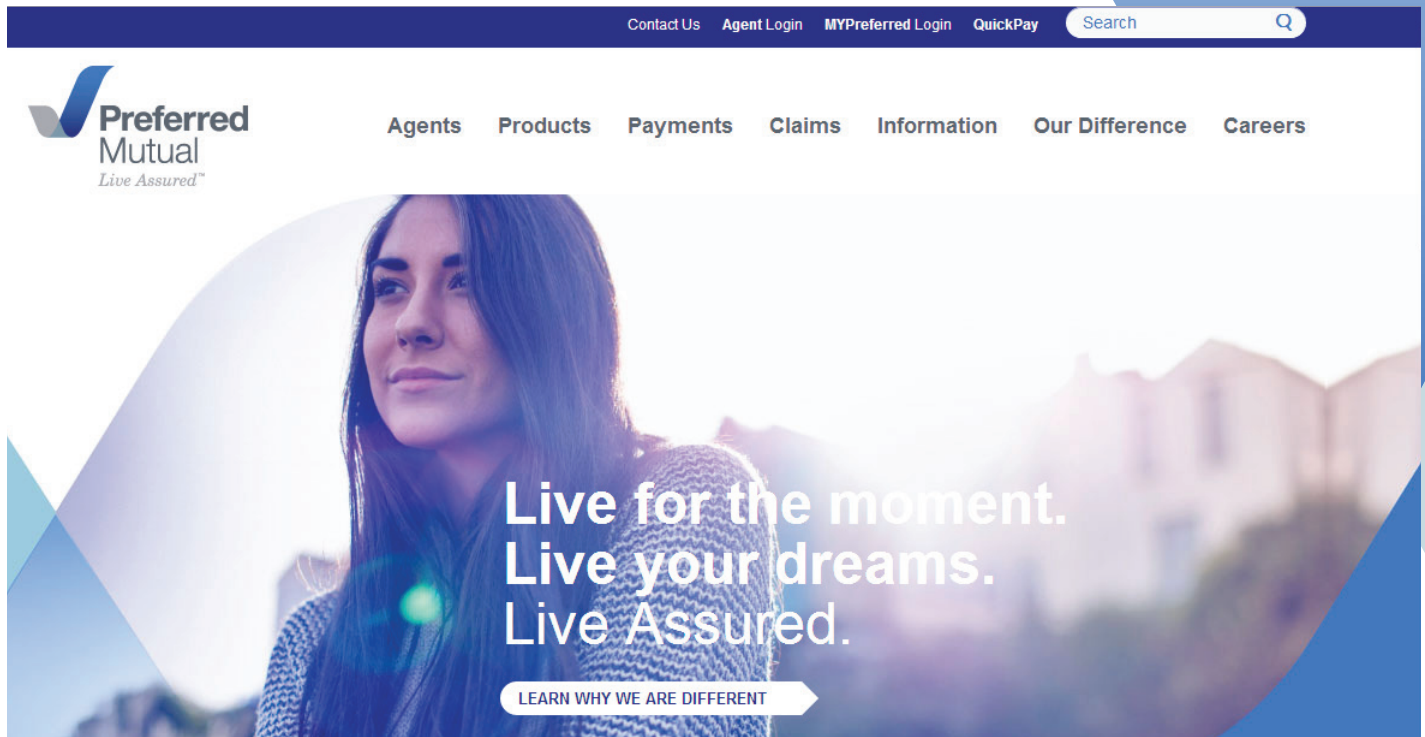 Contact Us Agent Login MYPreferred Login QuickPay Search
Preferred
Mutual
Live Assured™
Agents Products Payments Claims Information Our Difference Careers
Live for the moment.
Live your dreams.
Live Assured.
LEARN WHY WE ARE DIFFERENT